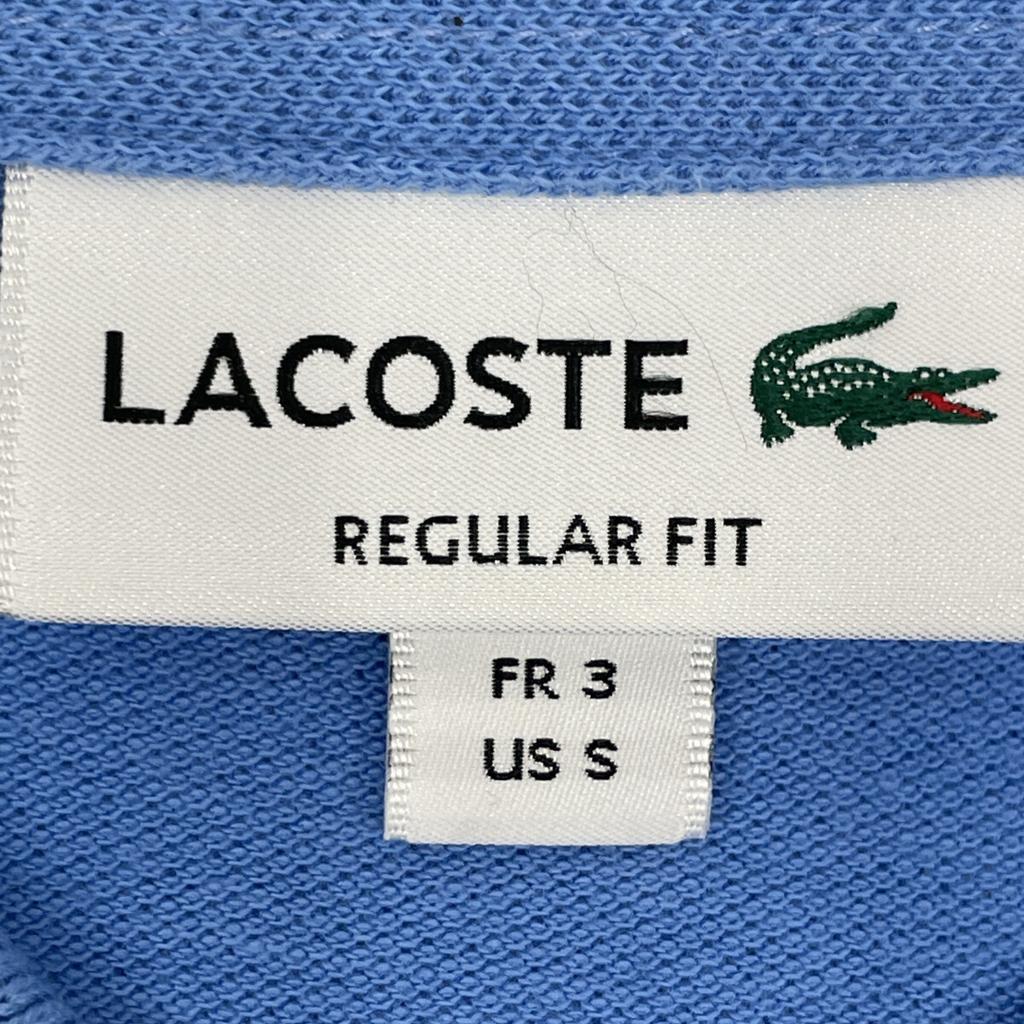 LACOSTE
REGULAR FIT
FR 3
US S